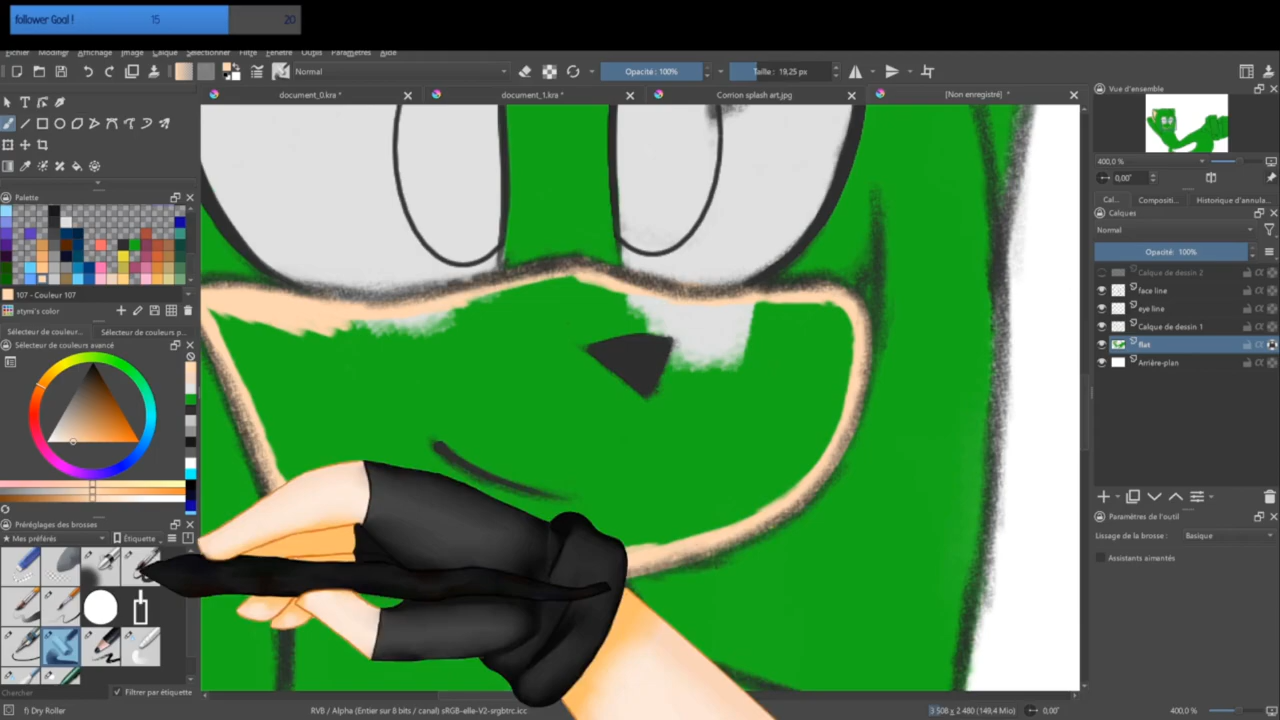 follower Goal ! 15 20
Fichier Modifier Affichage Image Calque Sélectionner Filtre Fenêtre Outils Paramètres Aide
Normal Opacité: 100% Taille : 19,25 px
document_0.kra * document_1.kra * Corrion splash art.jpg [Non enregistré] *
Vue d'ensemble
400,0 %
0,00°
Palette
Cal... Compositi... Historique d'annula...
Calques
Normal
Opacité: 100%
Calque de dessin 2
face line
eye line
Calque de dessin 1
flat
Arrière-plan
107 - Couleur 107
atymi's color
Sélecteur de couleur... Sélecteur de couleurs p...
Sélecteur de couleurs avancé
Préréglages des brosses
Mes préférés Étiquette
Paramètres de l'outil
Lissage de la brosse : Basique
Assistants aimantés
Chercher Filtrer par étiquette
f) Dry Roller RVB / Alpha (Entier sur 8 bits / canal) sRGB-elle-V2-srgbtrc.icc 3 508 x 2 480 (149,4 Mio) 0,00° 400,0 %